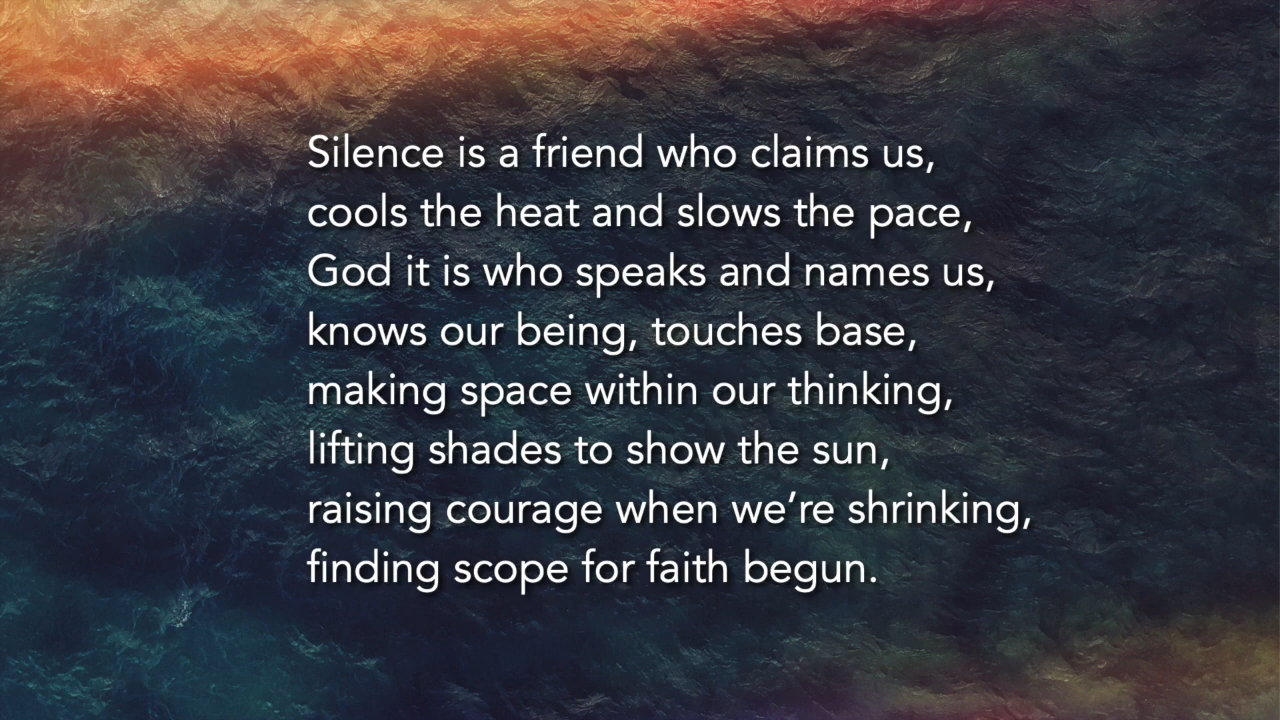 Silence is a friend who claims us,
cools the heat and slows the pace,
God it is who speaks and names us,
knows our being, touches base,
making space within our thinking,
lifting shades to show the sun,
raising courage when we’re shrinking,
finding scope for faith begun.